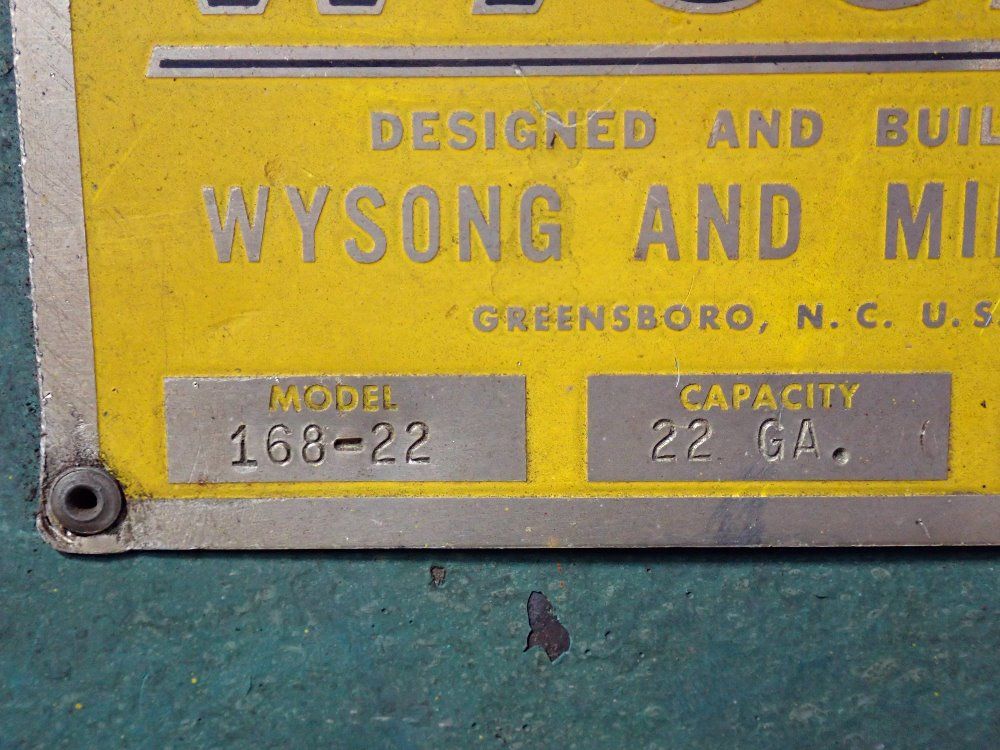 DESIGNED AND BUIL
WYSONG AND MI
GREENSBORO, N. C. U. S
MODEL CAPACITY
168-22 22 GA.